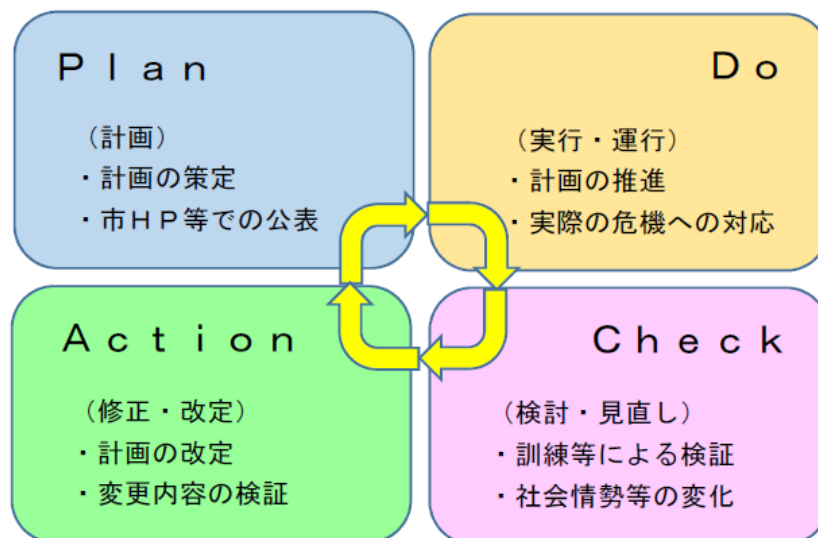 Ｐｌａｎ
（計画）
・計画の策定
・市ＨＰ等での公表
Ｄｏ
（実行・運行）
・計画の推進
・実際の危機への対応
Ａｃｔｉｏｎ
（修正・改定）
・計画の改定
・変更内容の検証
Ｃｈｅｃｋ
（検討・見直し）
・訓練等による検証
・社会情勢等の変化